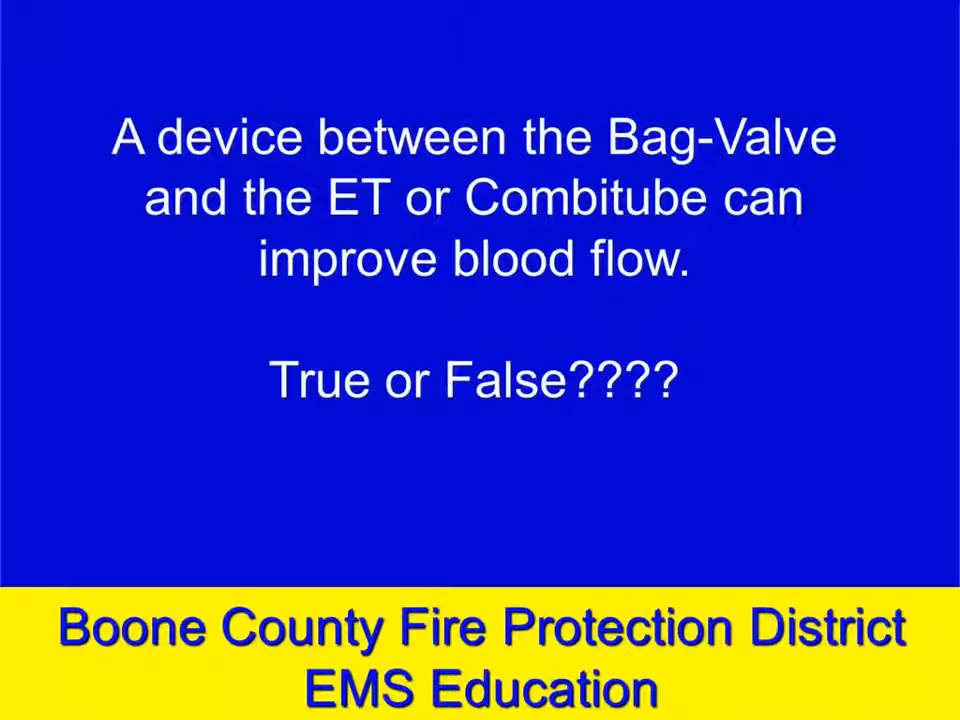 A device between the Bag-Valve
and the ET or Combitube can
improve blood flow.
True or False????
Boone County Fire Protection District
EMS Education